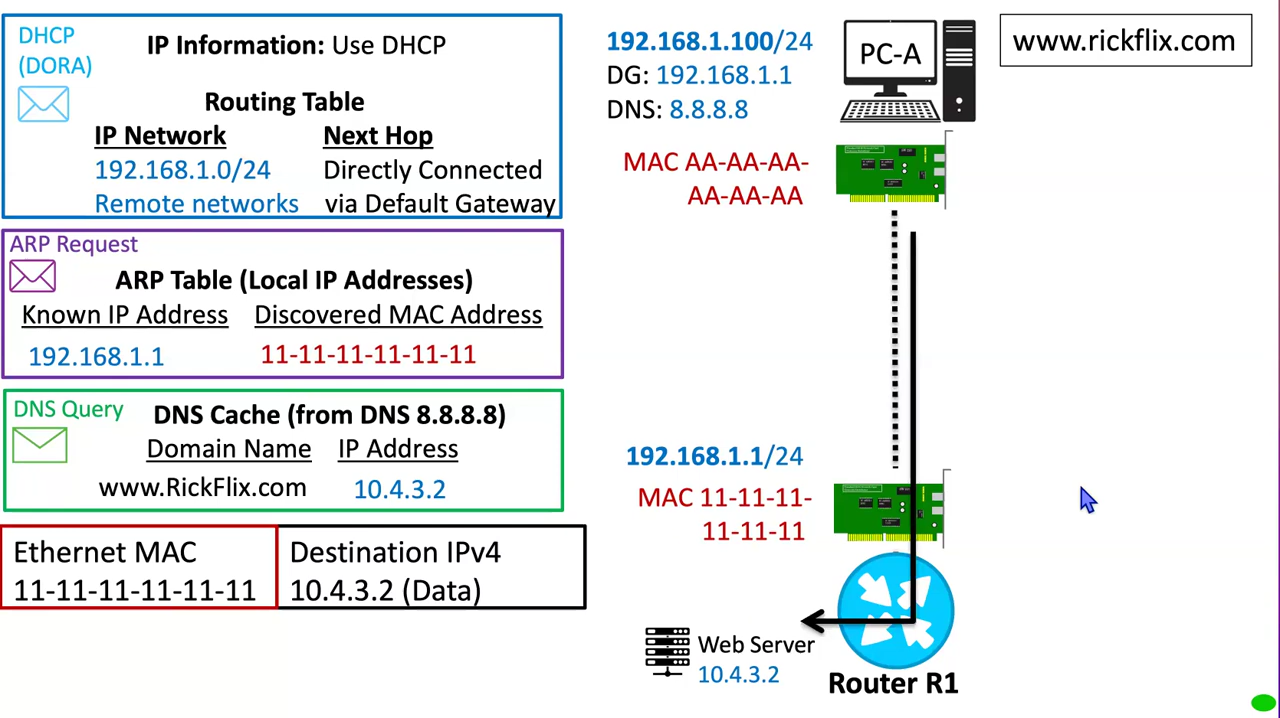 DHCP
(DORA)
IP Information: Use DHCP
Routing Table
IP Network Next Hop
192.168.1.0/24 Directly Connected
Remote networks via Default Gateway
ARP Request
ARP Table (Local IP Addresses)
Known IP Address Discovered MAC Address
192.168.1.1 11-11-11-11-11-11
DNS Query
DNS Cache (from DNS 8.8.8.8)
Domain Name IP Address
www.RickFlix.com 10.4.3.2
Ethernet MAC
11-11-11-11-11-11
Destination IPv4
10.4.3.2 (Data)
192.168.1.100/24
DG: 192.168.1.1
DNS: 8.8.8.8
PC-A
www.rickflix.com
MAC AA-AA-AA-
AA-AA-AA
192.168.1.1/24
MAC 11-11-11-
11-11-11
Web Server
10.4.3.2
Router R1